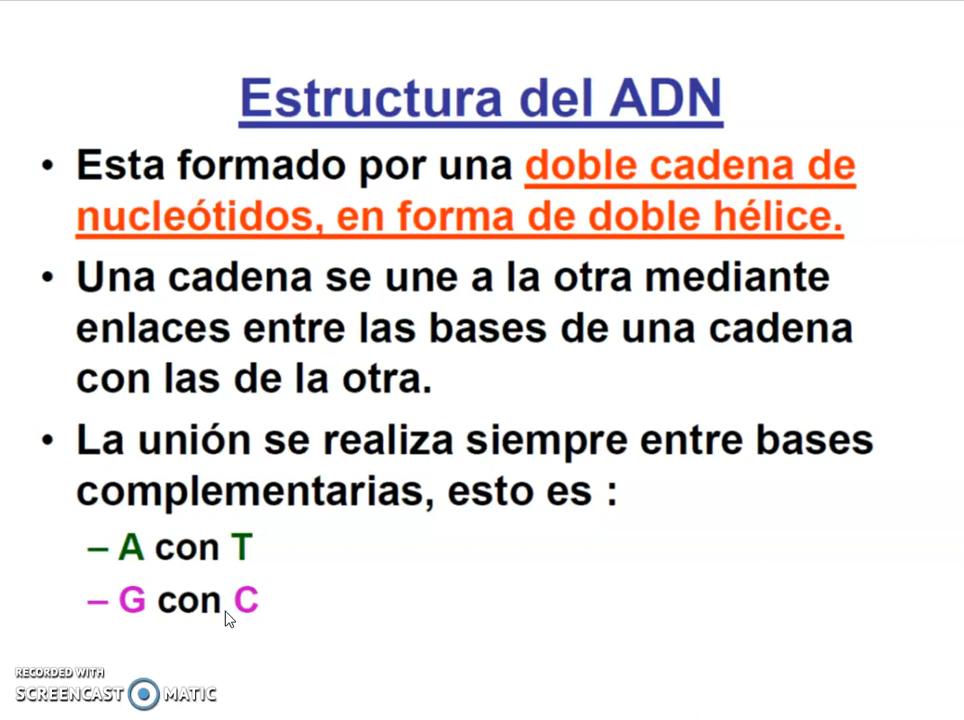 Estructura del ADN
• Esta formado por una doble cadena de
nucleótidos, en forma de doble hélice.
• Una cadena se une a la otra mediante
enlaces entre las bases de una cadena
con las de la otra.
• La unión se realiza siempre entre bases
complementarias, esto es :
– A con T
– G con C
RECORDED WITH
SCREENCAST MATIC